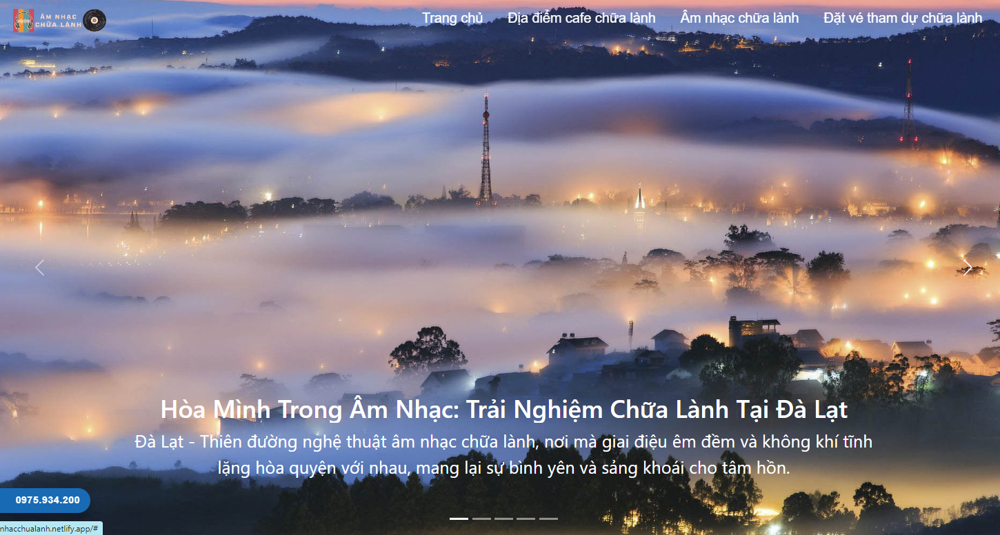 ÂM NHẠC
CHỮA LÀNH
Trang chủ
Địa điểm cafe chữa lành
Âm nhạc chữa lành
Đặt vé tham dự chữa lành
Hòa Mình Trong Âm Nhạc: Trải Nghiệm Chữa Lành Tại Đà Lạt
Đà Lạt - Thiên đường nghệ thuật âm nhạc chữa lành, nơi mà giai điệu êm đềm và không khí tĩnh
lặng hòa quyện với nhau, mang lại sự bình yên và sảng khoái cho tâm hồn.
0975.934.200
nhacchualanh.netlify.app/#